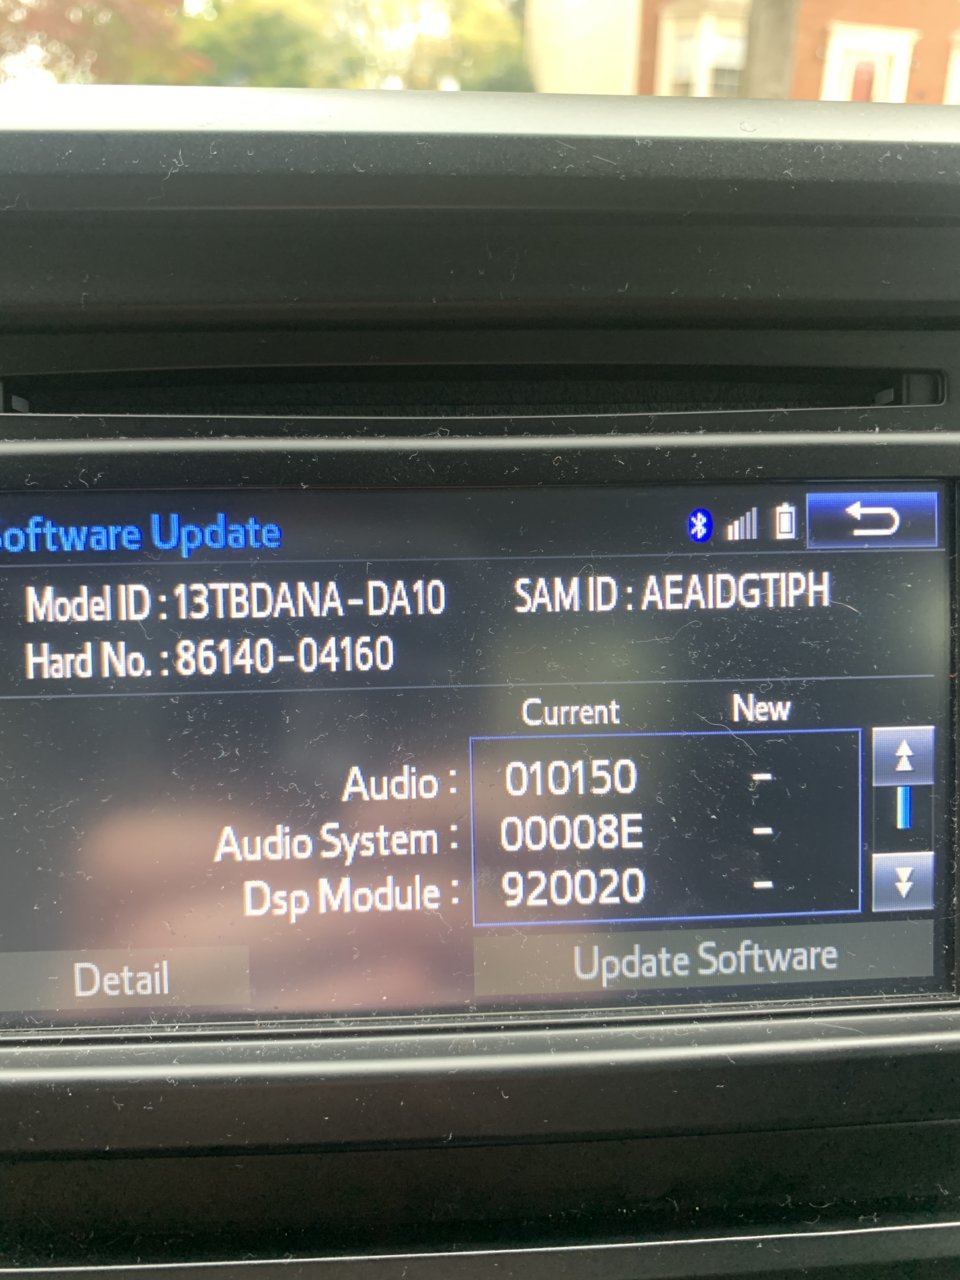 Software Update
Model ID : 13TBDANA-DA10 SAM ID : AEAIDGTIPH
Hard No. : 86140-04160
Current New
Audio : 010150 -
Audio System : 00008E -
Dsp Module : 920020 -
Detail Update Software